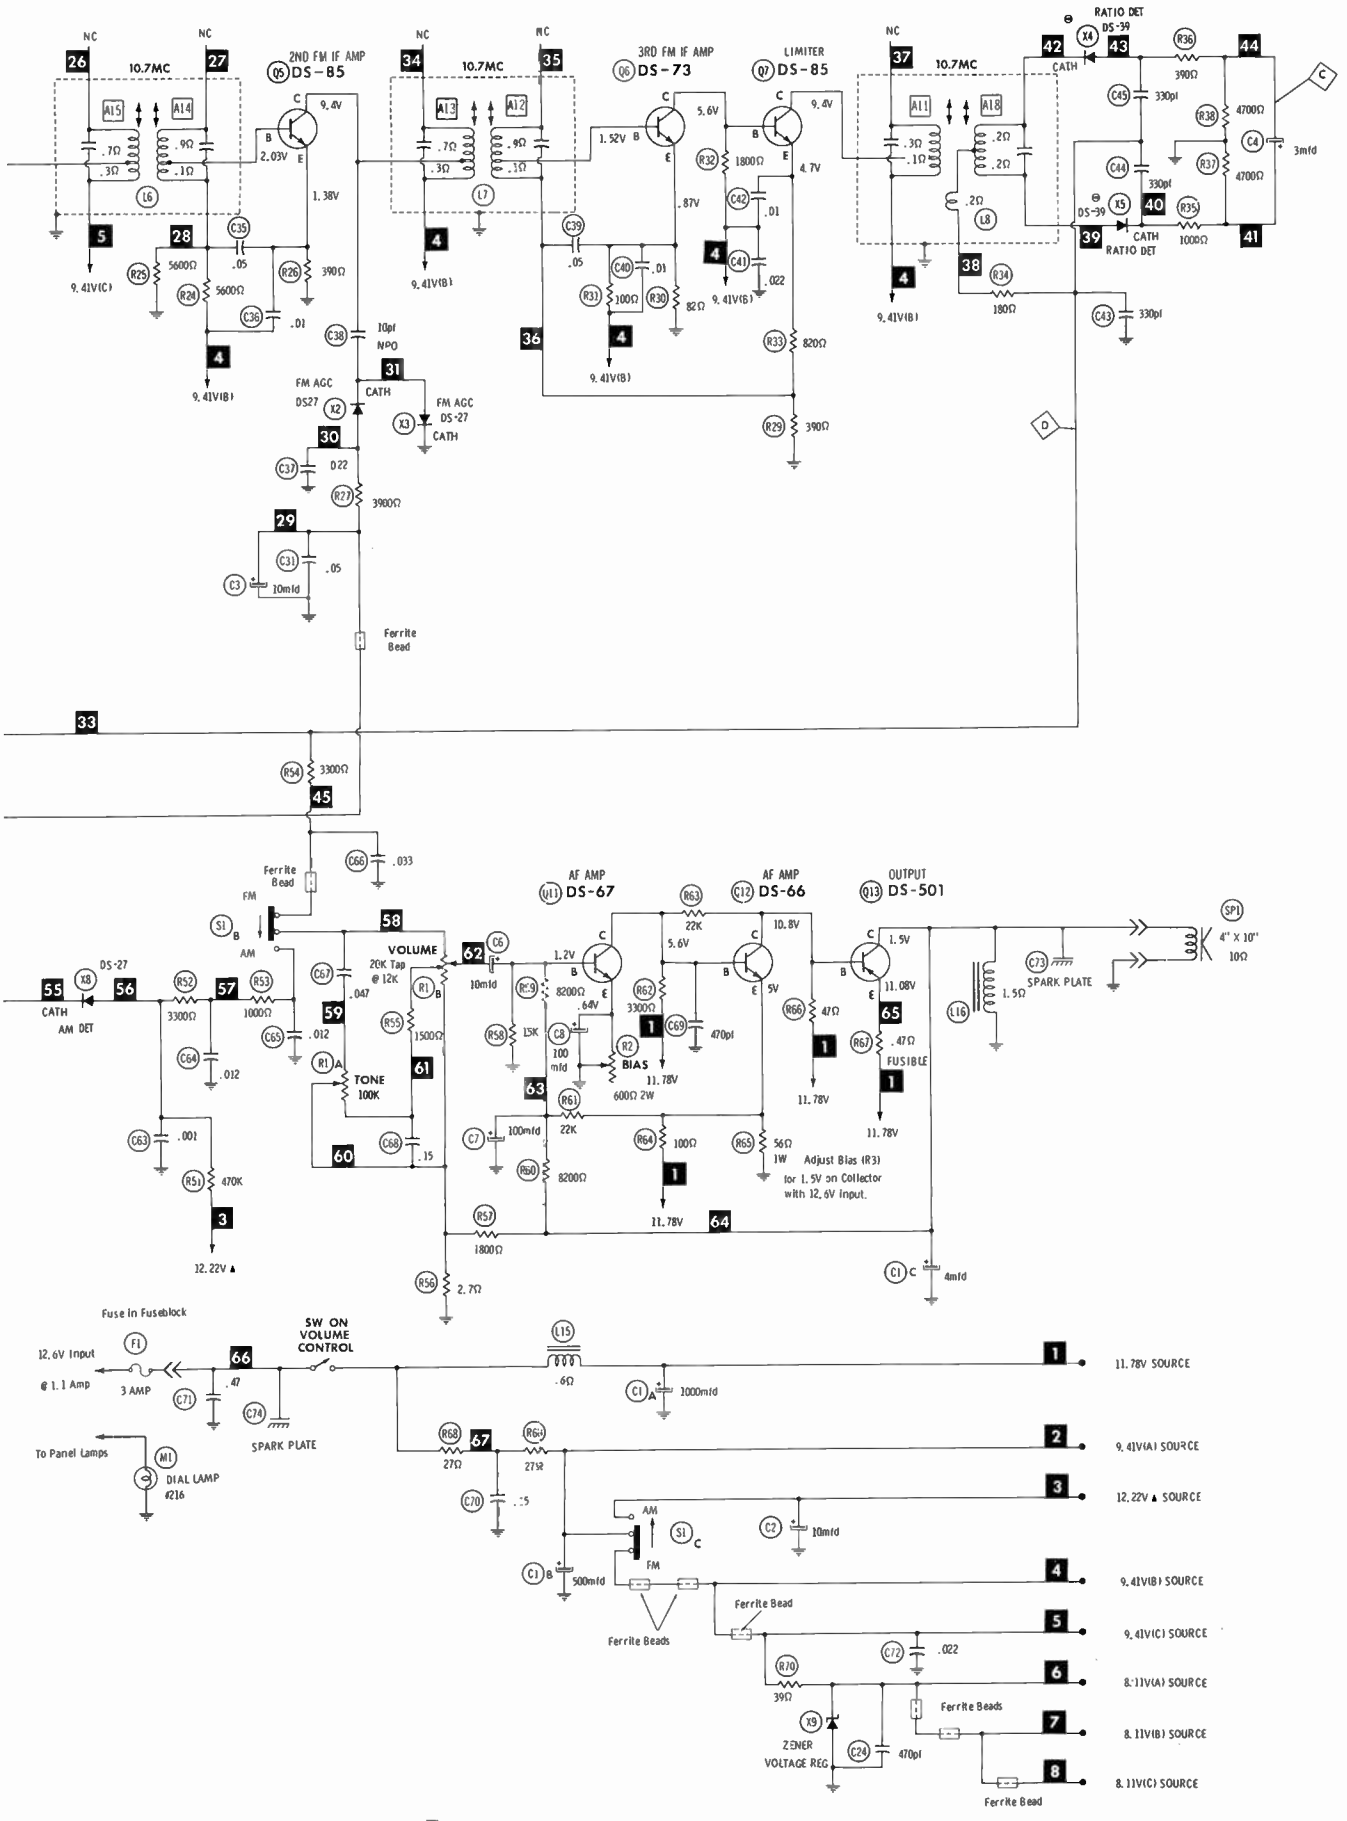 NC
NC
NC
NC
NC
RATIO DET
DS-39
X4
26
27
2ND FM IF AMP
Q5 DS-85
34
35
3RD FM IF AMP
Q6 DS-73
LIMITER
Q7 DS-85
37
42
43
R36
44
C
10.7MC
10.7MC
10.7MC
CATH
390Ω
A15
A14
C
9.4V
A13
A12
C
5.6V
C
9.4V
A11
A18
C45
330pf
4700Ω
R38
C4
3mfd
.7Ω
.9Ω
B
2.03V
.7Ω
.9Ω
1.52V
B
B
.3Ω
.2Ω
R32
1800Ω
.3Ω
.1Ω
E
.3Ω
.1Ω
E
E
4.7V
.1Ω
.2Ω
C44
330pf
R37
4700Ω
L6
1.38V
L7
.87V
C42
.01
.2Ω
L8
DS-39
X5
40
R35
5
28
C35
4
C39
4
C41
.022
39
CATH
RATIO DET
1000Ω
41
R25
5600Ω
.05
R26
390Ω
.05
C40
.01
38
R34
180Ω
9.41V(C)
R24
5600Ω
9.41V(B)
R31
100Ω
R30
82Ω
9.41V(B)
4
9.41V(B)
C43
330pf
C36
.01
C38
10pf
NPO
36
4
R33
820Ω
4
9.41V(B)
31
9.41V(B)
FM AGC
DS27
X2
CATH
FM AGC
DS-27
X3
CATH
R29
390Ω
D
30
C37
022
R27
3900Ω
29
C31
.05
C3
10mfd
Ferrite
Bead
33
R54
3300Ω
45
C66
.033
Ferrite
Bead
FM
S1
B
AM
58
VOLUME
20K Tap
@ 12K
R1
B
62
C6
10mfd
AF AMP
Q11 DS-67
R63
22K
AF AMP
DS-66
OUTPUT
Q13 DS-501
SP1
4" X 10"
10Ω
C
1.2V
B
E
5.6V
C
10.8V
B
E
5V
C
1.5V
B
E
11.08V
C73
SPARK PLATE
L16
1.5Ω
55
CATH
AM DET
X8
DS-27
56
R52
3300Ω
57
R53
1000Ω
C67
.047
59
R55
1500Ω
61
8200Ω
.64V
R58
15K
C8
100
mfd
R2
BIAS
600Ω 2W
R62
3300Ω
1
11.78V
C69
470pf
R66
47Ω
1
11.78V
65
R67
.47Ω
FUSIBLE
1
11.78V
C64
.012
C65
.012
R1
A
TONE
100K
63
R61
22K
C63
.001
R51
470K
3
12.22V ▲
60
C68
.15
C7
100mfd
R60
8200Ω
R64
100Ω
1
11.78V
R65
56Ω
1W
Adjust Bias (R3)
for 1.5V on Collector
with 12.6V input.
R57
1800Ω
64
R56
2.7Ω
C1 C
4mfd
Fuse in Fuseblock
F1
12.6V Input
@ 1.1 Amp
3 AMP
66
C71
.47
C74
SPARK PLATE
SW ON
VOLUME
CONTROL
L15
.6Ω
C1
A
1000mfd
1
11.78V SOURCE
To Panel Lamps
M1
DIAL LAMP
#216
R68
27Ω
67
27Ω
C70
2
9.41V(A) SOURCE
3
12.22V ▲ SOURCE
AM
S1
C
FM
C2
10mfd
C1
B
500mfd
4
9.41V(B) SOURCE
Ferrite Beads
Ferrite Bead
5
9.41V(C) SOURCE
C72
.022
R70
39Ω
6
8.11V(A) SOURCE
Ferrite Beads
X9
ZENER
VOLTAGE REG
C24
470pf
7
8.11V(B) SOURCE
8
8.11V(C) SOURCE
Ferrite Bead